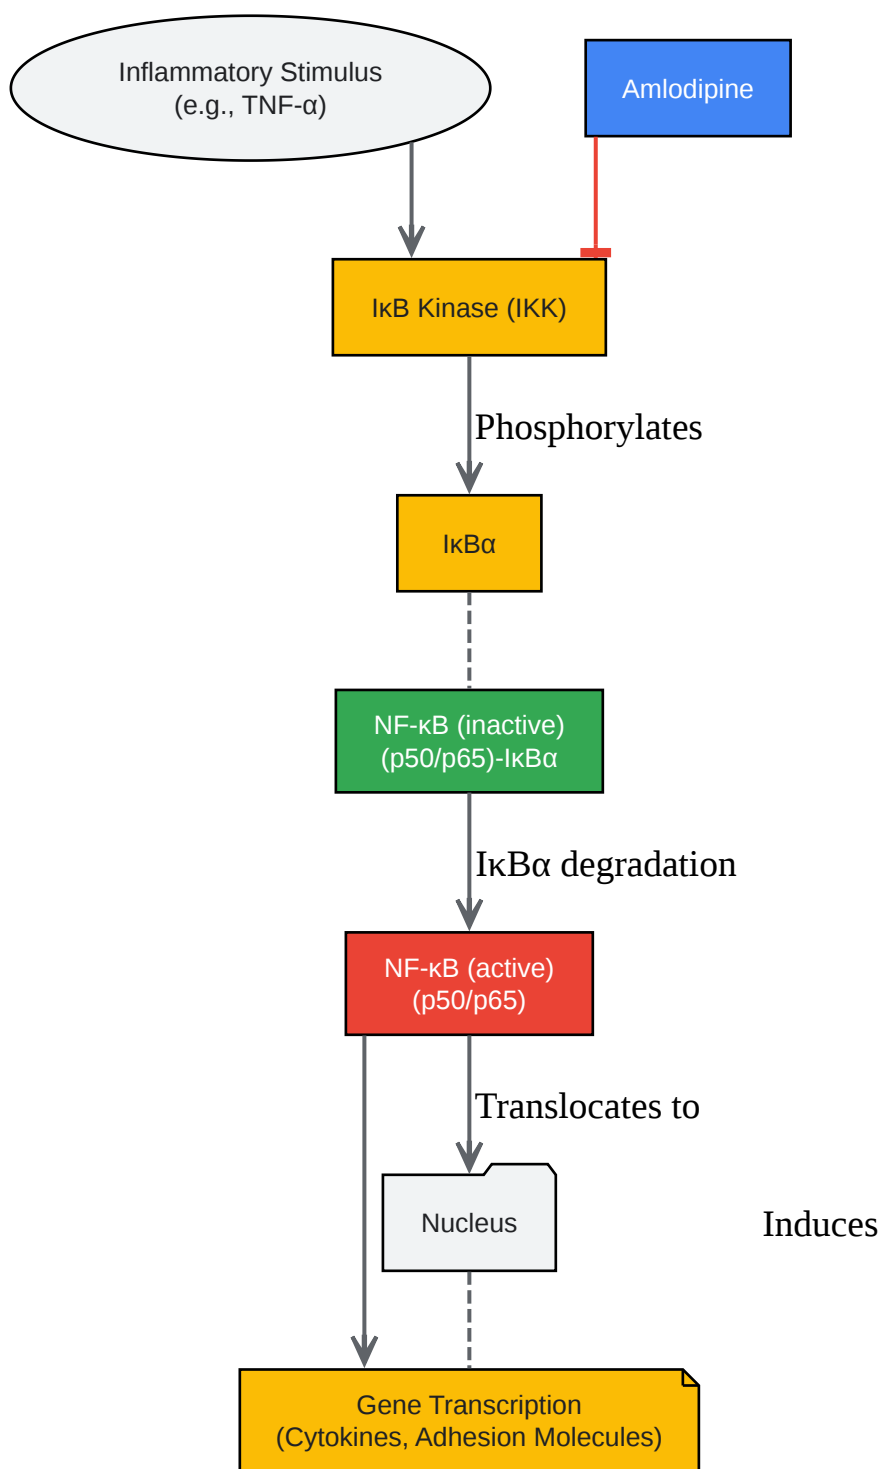 Inflammatory Stimulus
(e.g., TNF-α)
Amlodipine
IκB Kinase (IKK)
Phosphorylates
IκBα
NF-κB (inactive)
(p50/p65)-IκBα
IκBα degradation
NF-κB (active)
(p50/p65)
Translocates to
Nucleus
Induces
Gene Transcription
(Cytokines, Adhesion Molecules)